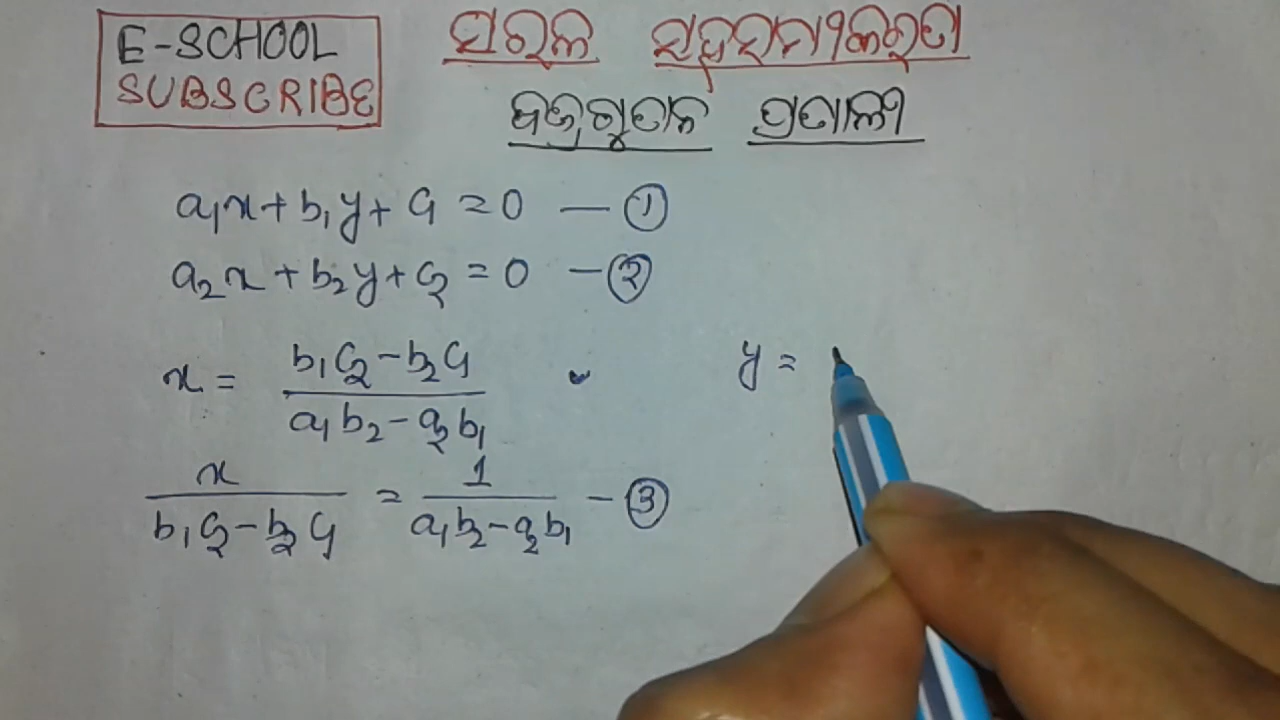 E-SCHOOL
SUBSCRIBE
ସରଳ ସହସମୀକରଣ
ବଜ୍ରଗୁଣନ ପ୍ରଣାଳୀ
a₁x + b₁y + c₁ = 0 — ①
a₂x + b₂y + c₂ = 0 — ②
x = (b₁c₂ - b₂c₁) / (a₁b₂ - a₂b₁)
y =
x / (b₁c₂ - b₂c₁) = 1 / (a₁b₂ - a₂b₁) — ③